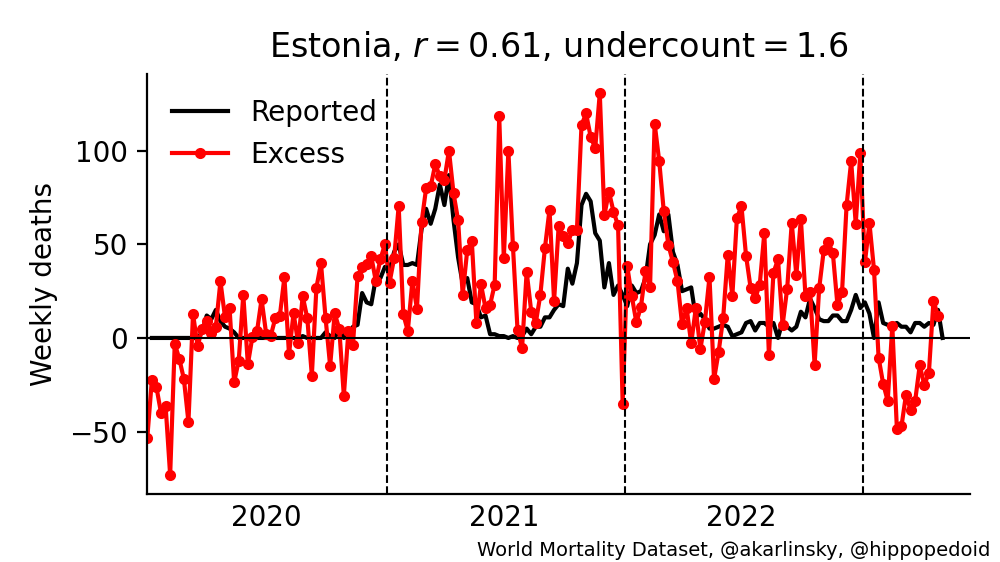 Estonia, r = 0.61, undercount = 1.6
Reported
Excess
Weekly deaths
100
50
0
−50
2020 2021 2022
World Mortality Dataset, @akarlinsky, @hippopedoid